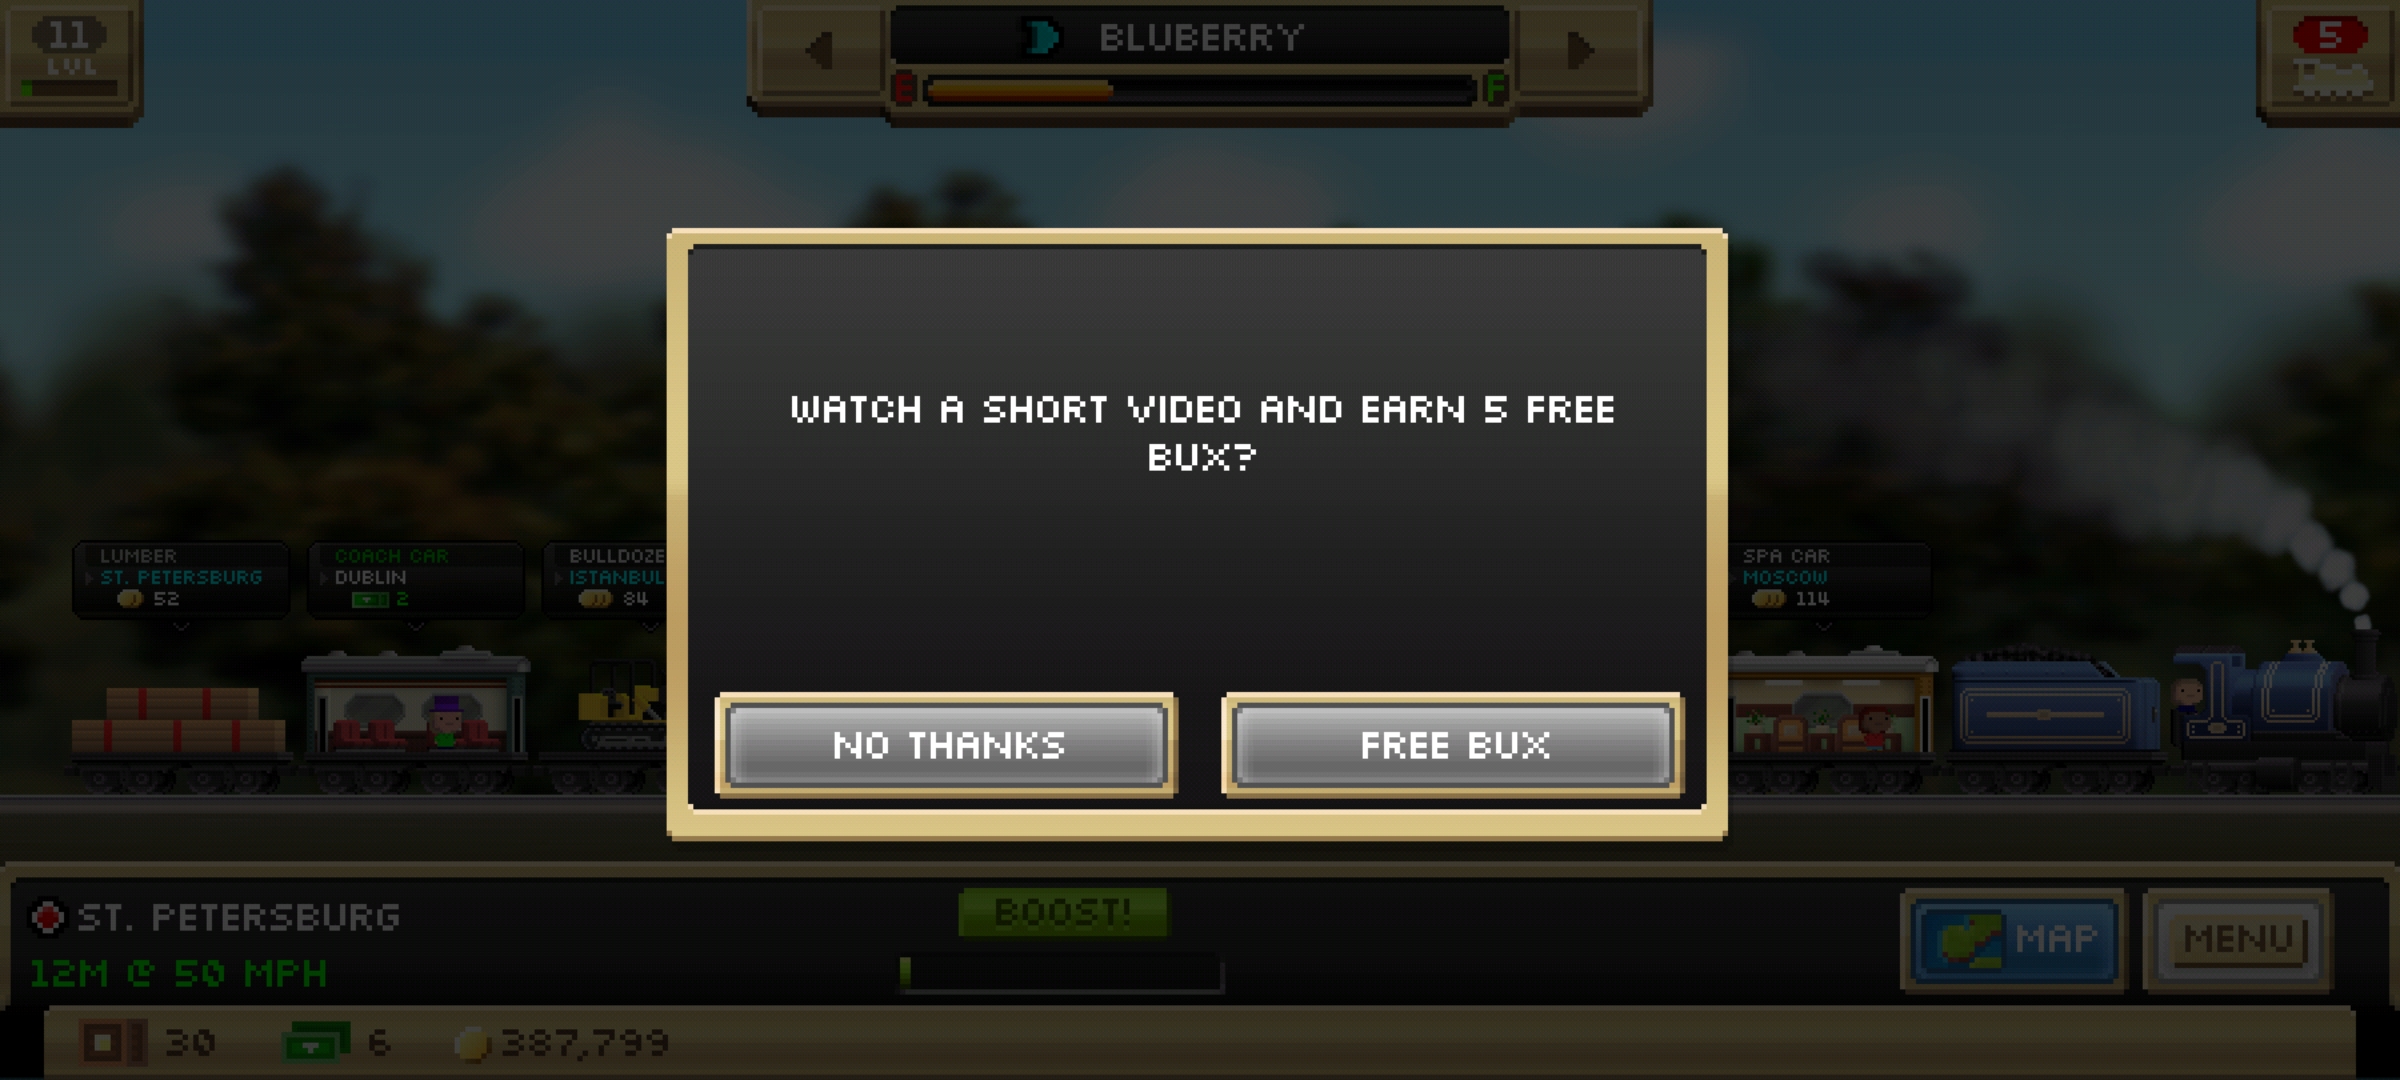 11
LVL
BLUBERRY
E
F
5
WATCH A SHORT VIDEO AND EARN 5 FREE
BUX?
NO THANKS
FREE BUX
LUMBER
ST. PETERSBURG
52
COACH CAR
DUBLIN
2
BULLDOZE
ISTANBUL
84
SPA CAR
MOSCOW
114
ST. PETERSBURG
12M @ 50 MPH
BOOST!
MAP
MENU
30
6
387,799